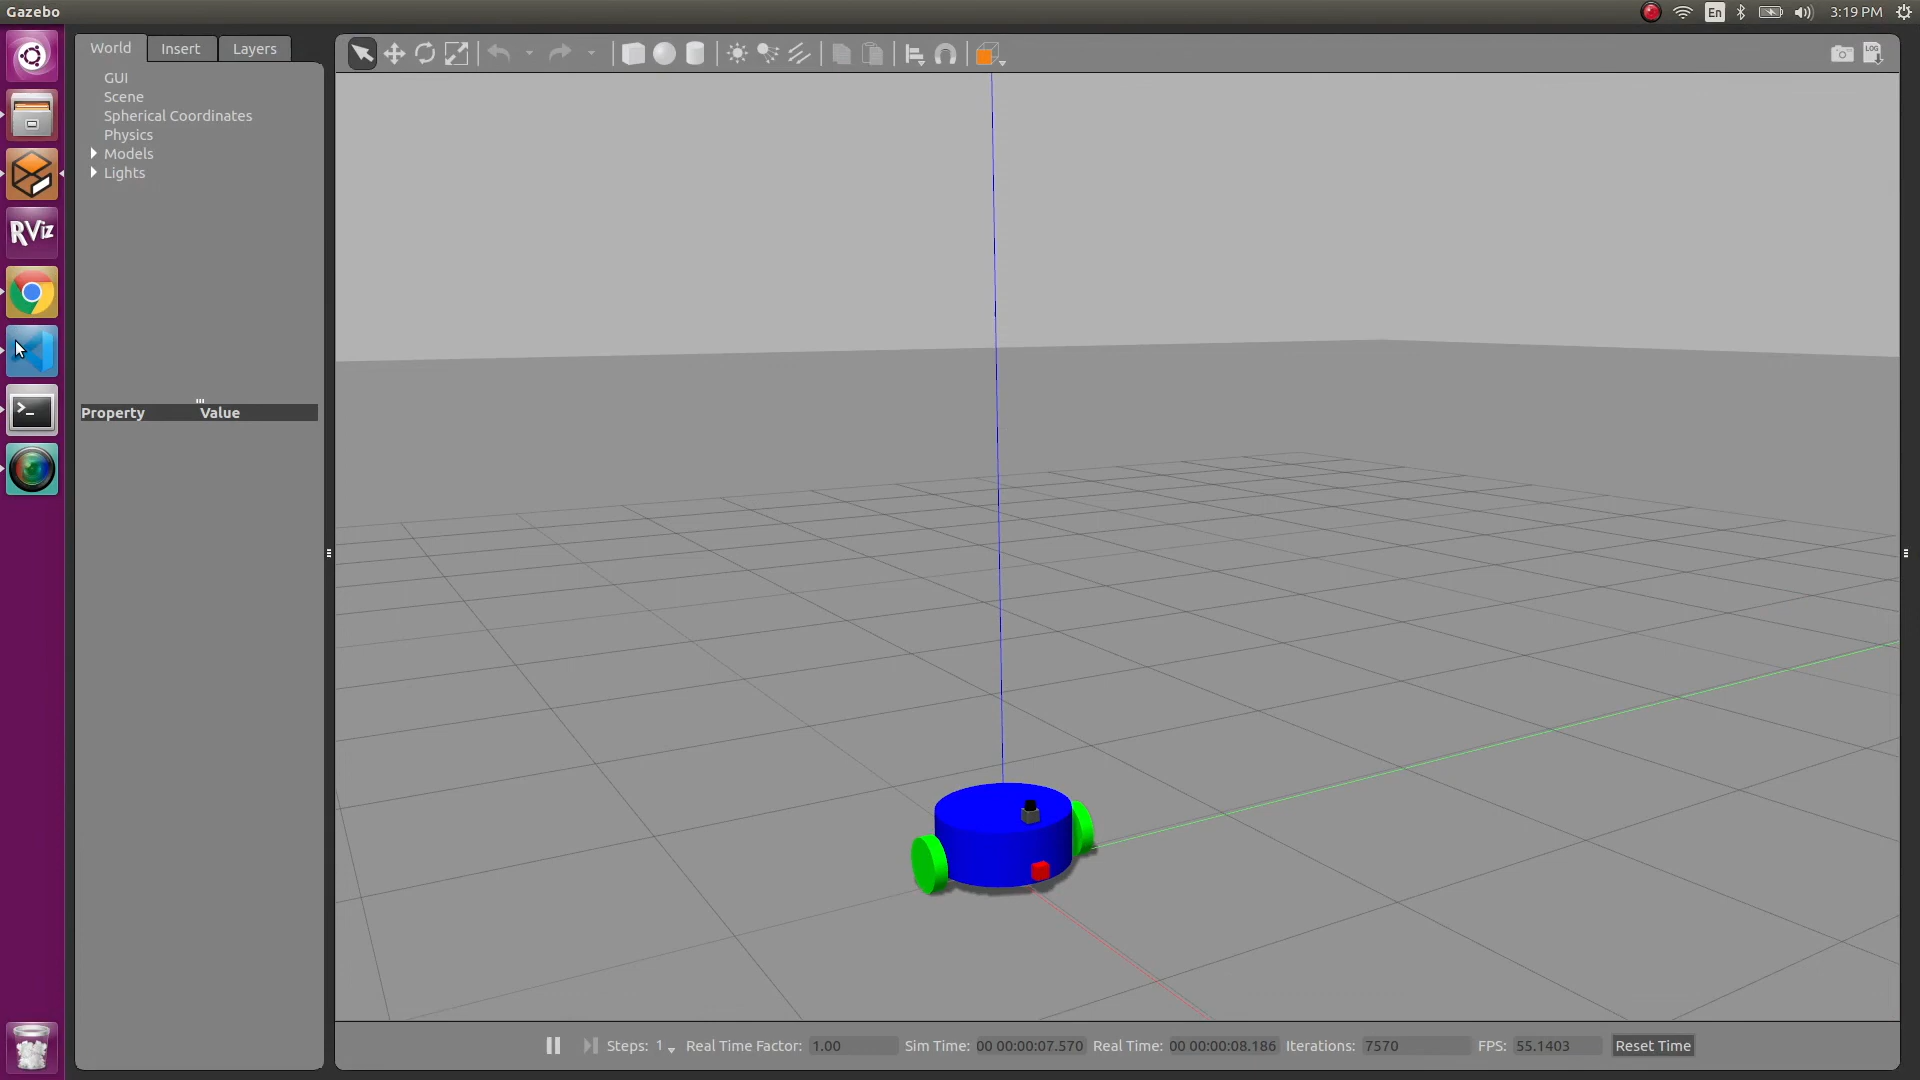 Gazebo
En
3:19 PM
World Insert Layers
LOG
GUI
Scene
Spherical Coordinates
Physics
Models
Lights
RViz
>_
Property Value
Steps: 1 Real Time Factor: 1.00 Sim Time: 00 00:00:07.570 Real Time: 00 00:00:08.186 Iterations: 7570 FPS: 55.1403 Reset Time